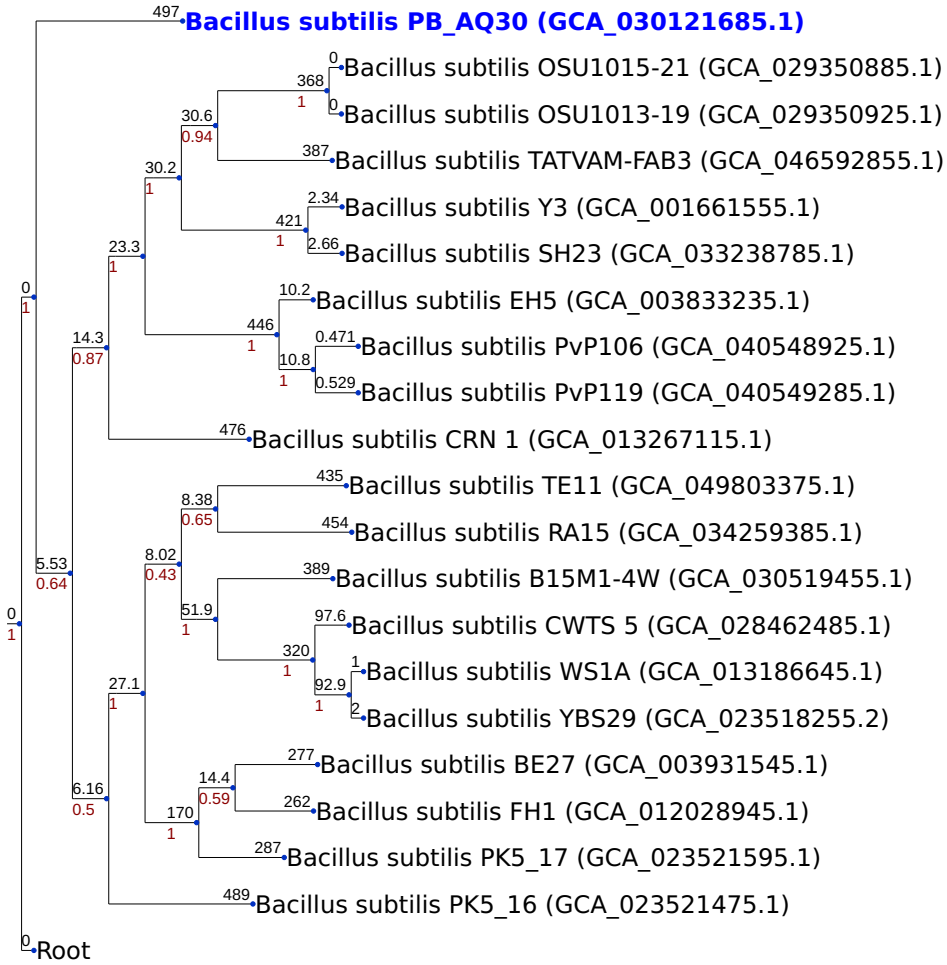 497
Bacillus subtilis PB_AQ30 (GCA_030121685.1)
0
Bacillus subtilis OSU1015-21 (GCA_029350885.1)
368
1
0
Bacillus subtilis OSU1013-19 (GCA_029350925.1)
30.6
0.94
387
Bacillus subtilis TATVAM-FAB3 (GCA_046592855.1)
30.2
1
2.34
Bacillus subtilis Y3 (GCA_001661555.1)
421
1
2.66
Bacillus subtilis SH23 (GCA_033238785.1)
23.3
1
10.2
Bacillus subtilis EH5 (GCA_003833235.1)
0
1
446
1
0.471
Bacillus subtilis PvP106 (GCA_040548925.1)
14.3
0.87
10.8
1
0.529
Bacillus subtilis PvP119 (GCA_040549285.1)
476
Bacillus subtilis CRN 1 (GCA_013267115.1)
435
Bacillus subtilis TE11 (GCA_049803375.1)
8.38
0.65
454
Bacillus subtilis RA15 (GCA_034259385.1)
5.53
0.64
8.02
0.43
389
Bacillus subtilis B15M1-4W (GCA_030519455.1)
0
1
51.9
1
97.6
Bacillus subtilis CWTS 5 (GCA_028462485.1)
320
1
1
Bacillus subtilis WS1A (GCA_013186645.1)
27.1
1
92.9
1
2
Bacillus subtilis YBS29 (GCA_023518255.2)
277
Bacillus subtilis BE27 (GCA_003931545.1)
6.16
0.5
14.4
0.59
262
Bacillus subtilis FH1 (GCA_012028945.1)
170
1
287
Bacillus subtilis PK5_17 (GCA_023521595.1)
489
Bacillus subtilis PK5_16 (GCA_023521475.1)
0
Root